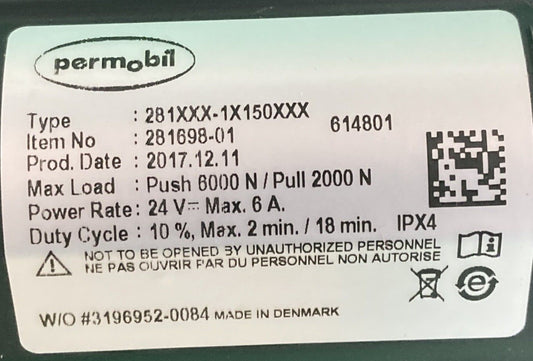 permobil
Type : 281XXX-1X150XXX 614801
Item No : 281698-01
Prod. Date : 2017.12.11
Max Load : Push 6000 N / Pull 2000 N
Power Rate: 24 V⎓ Max. 6 A.
Duty Cycle : 10 %, Max. 2 min. / 18 min. IPX4
NOT TO BE OPENED BY UNAUTHORIZED PERSONNEL
NE PAS OUVRIR PAR DU PERSONNEL NON AUTORISE
W/O #3196952-0084 MADE IN DENMARK